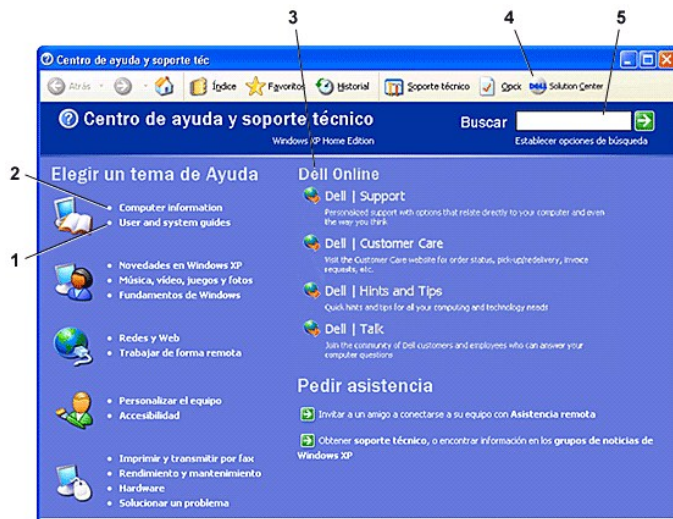 3
4
5
Centro de ayuda y soporte téc
Atrás
Índice
Favoritos
Historial
Soporte técnico
Opck
DELL
Solution Center
Centro de ayuda y soporte técnico
Windows XP Home Edition
Buscar
Establecer opciones de búsqueda
2
1
Elegir un tema de Ayuda
Computer information
User and system guides
Novedades en Windows XP
Música, vídeo, juegos y fotos
Fundamentos de Windows
Redes y Web
Trabajar de forma remota
Personalizar el equipo
Accesibilidad
Imprimir y transmitir por fax
Rendimiento y mantenimiento
Hardware
Solucionar un problema
Dell Online
Dell | Support
Personalized support with options that relate directly to your computer and even
the way you think
Dell | Customer Care
Visit the Customer Care website for order status, pick-up/redelivery, invoice
requests, etc.
Dell | Hints and Tips
Quick hints and tips for all your computing and technology needs
Dell | Talk
Join the community of Dell customers and employees who can answer your
computer questions
Pedir asistencia
Invitar a un amigo a conectarse a su equipo con Asistencia remota
Obtener soporte técnico, o encontrar información en los grupos de noticias de
Windows XP